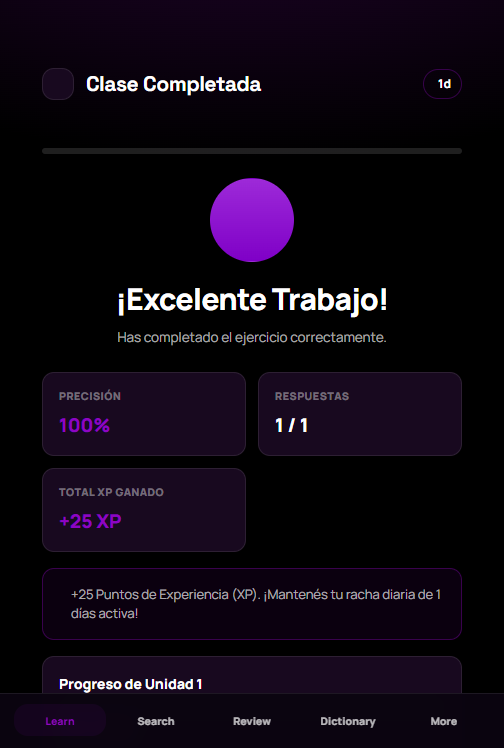 Clase Completada
1d
¡Excelente Trabajo!
Has completado el ejercicio correctamente.
PRECISIÓN
100%
RESPUESTAS
1 / 1
TOTAL XP GANADO
+25 XP
+25 Puntos de Experiencia (XP). ¡Mantenés tu racha diaria de 1
días activa!
Progreso de Unidad 1
Learn
Search
Review
Dictionary
More